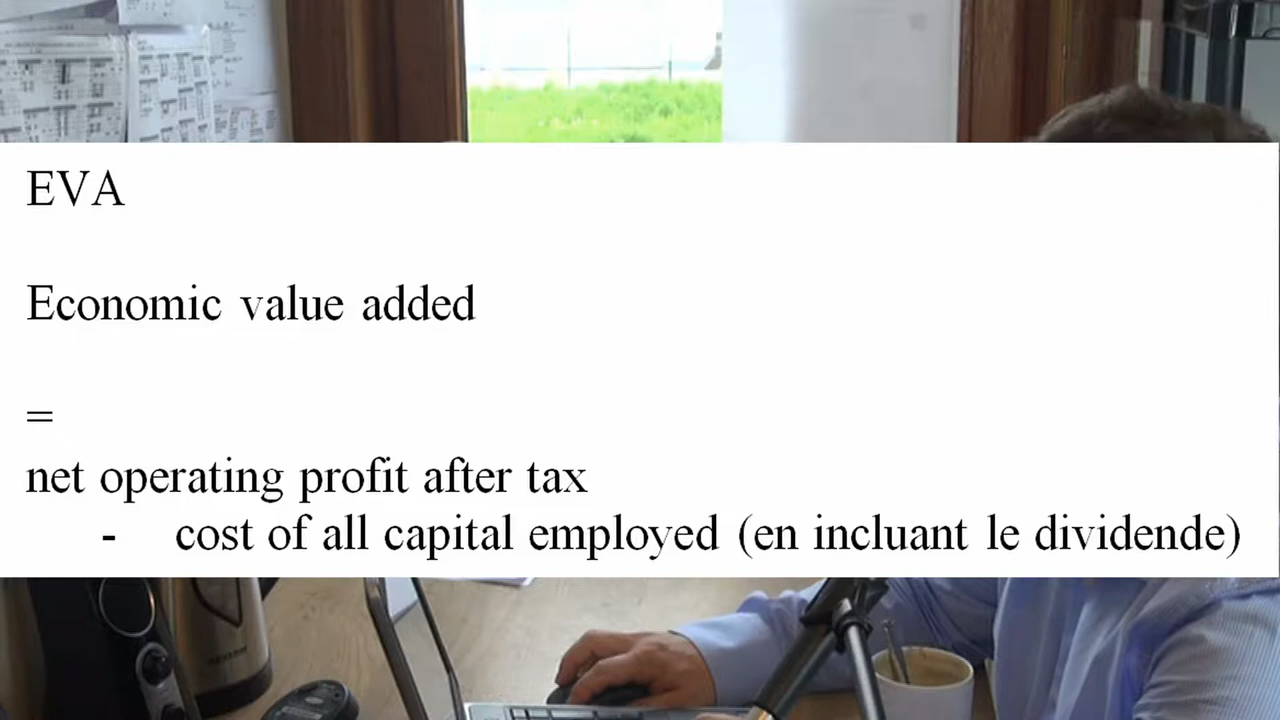 EVA
Economic value added
=
net operating profit after tax
- cost of all capital employed (en incluant le dividende)